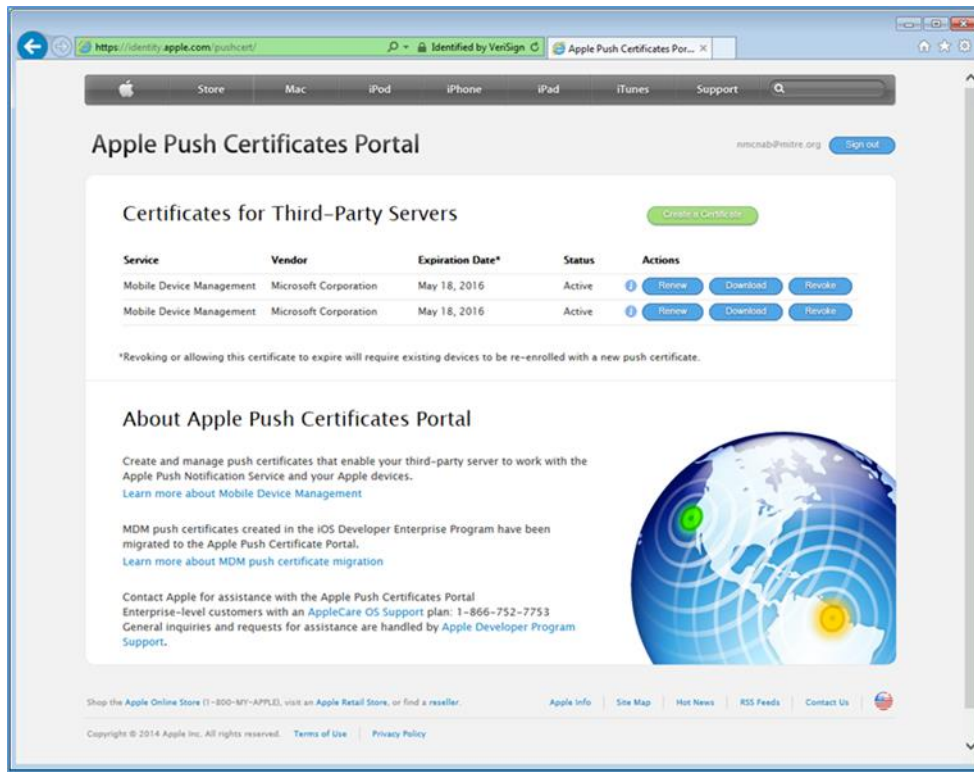 https://identity.apple.com/pushcert/ Identified by VeriSign Apple Push Certificates Por...
Store Mac iPod iPhone iPad iTunes Support
Apple Push Certificates Portal
nmcnab@mitre.org Sign out
Certificates for Third-Party Servers
Create a Certificate
Service Vendor Expiration Date* Status Actions
Mobile Device Management Microsoft Corporation May 18, 2016 Active Renew Download Revoke
Mobile Device Management Microsoft Corporation May 18, 2016 Active Renew Download Revoke
*Revoking or allowing this certificate to expire will require existing devices to be re-enrolled with a new push certificate.
About Apple Push Certificates Portal
Create and manage push certificates that enable your third-party server to work with the
Apple Push Notification Service and your Apple devices.
Learn more about Mobile Device Management
MDM push certificates created in the iOS Developer Enterprise Program have been
migrated to the Apple Push Certificate Portal.
Learn more about MDM push certificate migration
Contact Apple for assistance with the Apple Push Certificates Portal
Enterprise-level customers with an AppleCare OS Support plan: 1-866-752-7753
General inquiries and requests for assistance are handled by Apple Developer Program
Support.
Shop the Apple Online Store (1-800-MY-APPLE), visit an Apple Retail Store, or find a reseller. Apple Info Site Map Hot News RSS Feeds Contact Us
Copyright © 2014 Apple Inc. All rights reserved. Terms of Use Privacy Policy